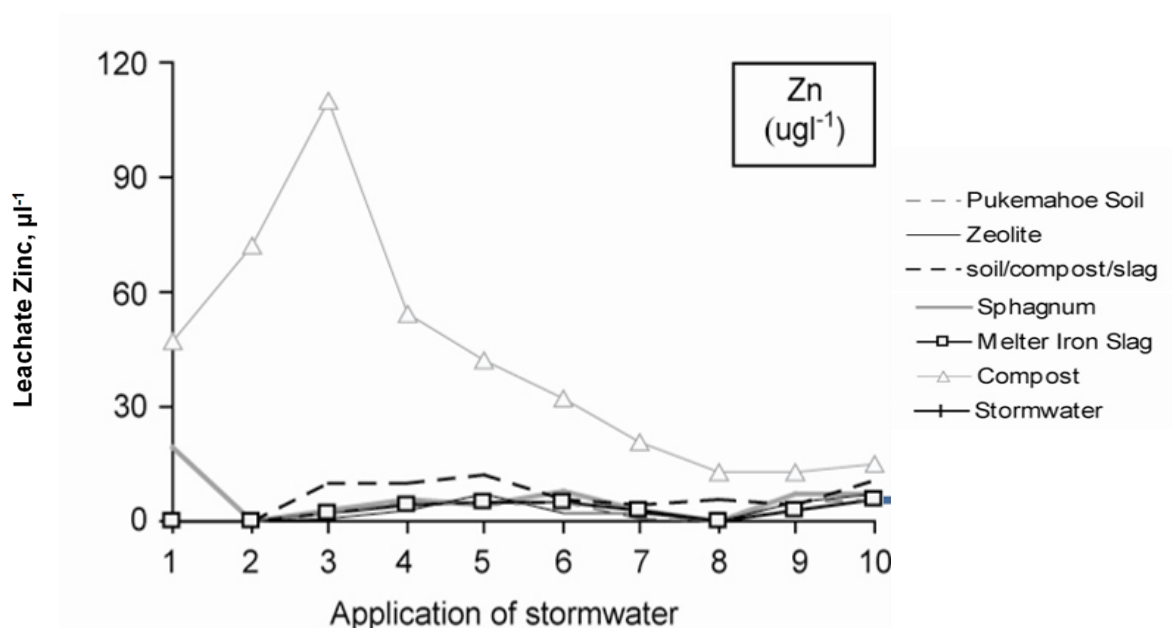 120
90
60
30
0
Leachate Zinc, µl-1
Zn
(ugl-1)
1 2 3 4 5 6 7 8 9 10
Application of stormwater
Pukemahoe Soil
Zeolite
soil/compost/slag
Sphagnum
Melter Iron Slag
Compost
Stormwater